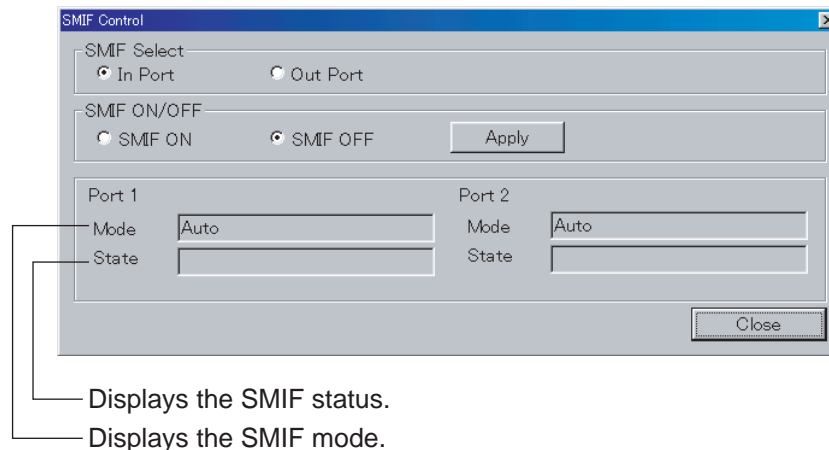 SMIF Control
SMIF Select
In Port Out Port
SMIF ON/OFF
SMIF ON SMIF OFF Apply
Port 1 Port 2
Mode Auto Mode Auto
State State
Close
Displays the SMIF status.
Displays the SMIF mode.